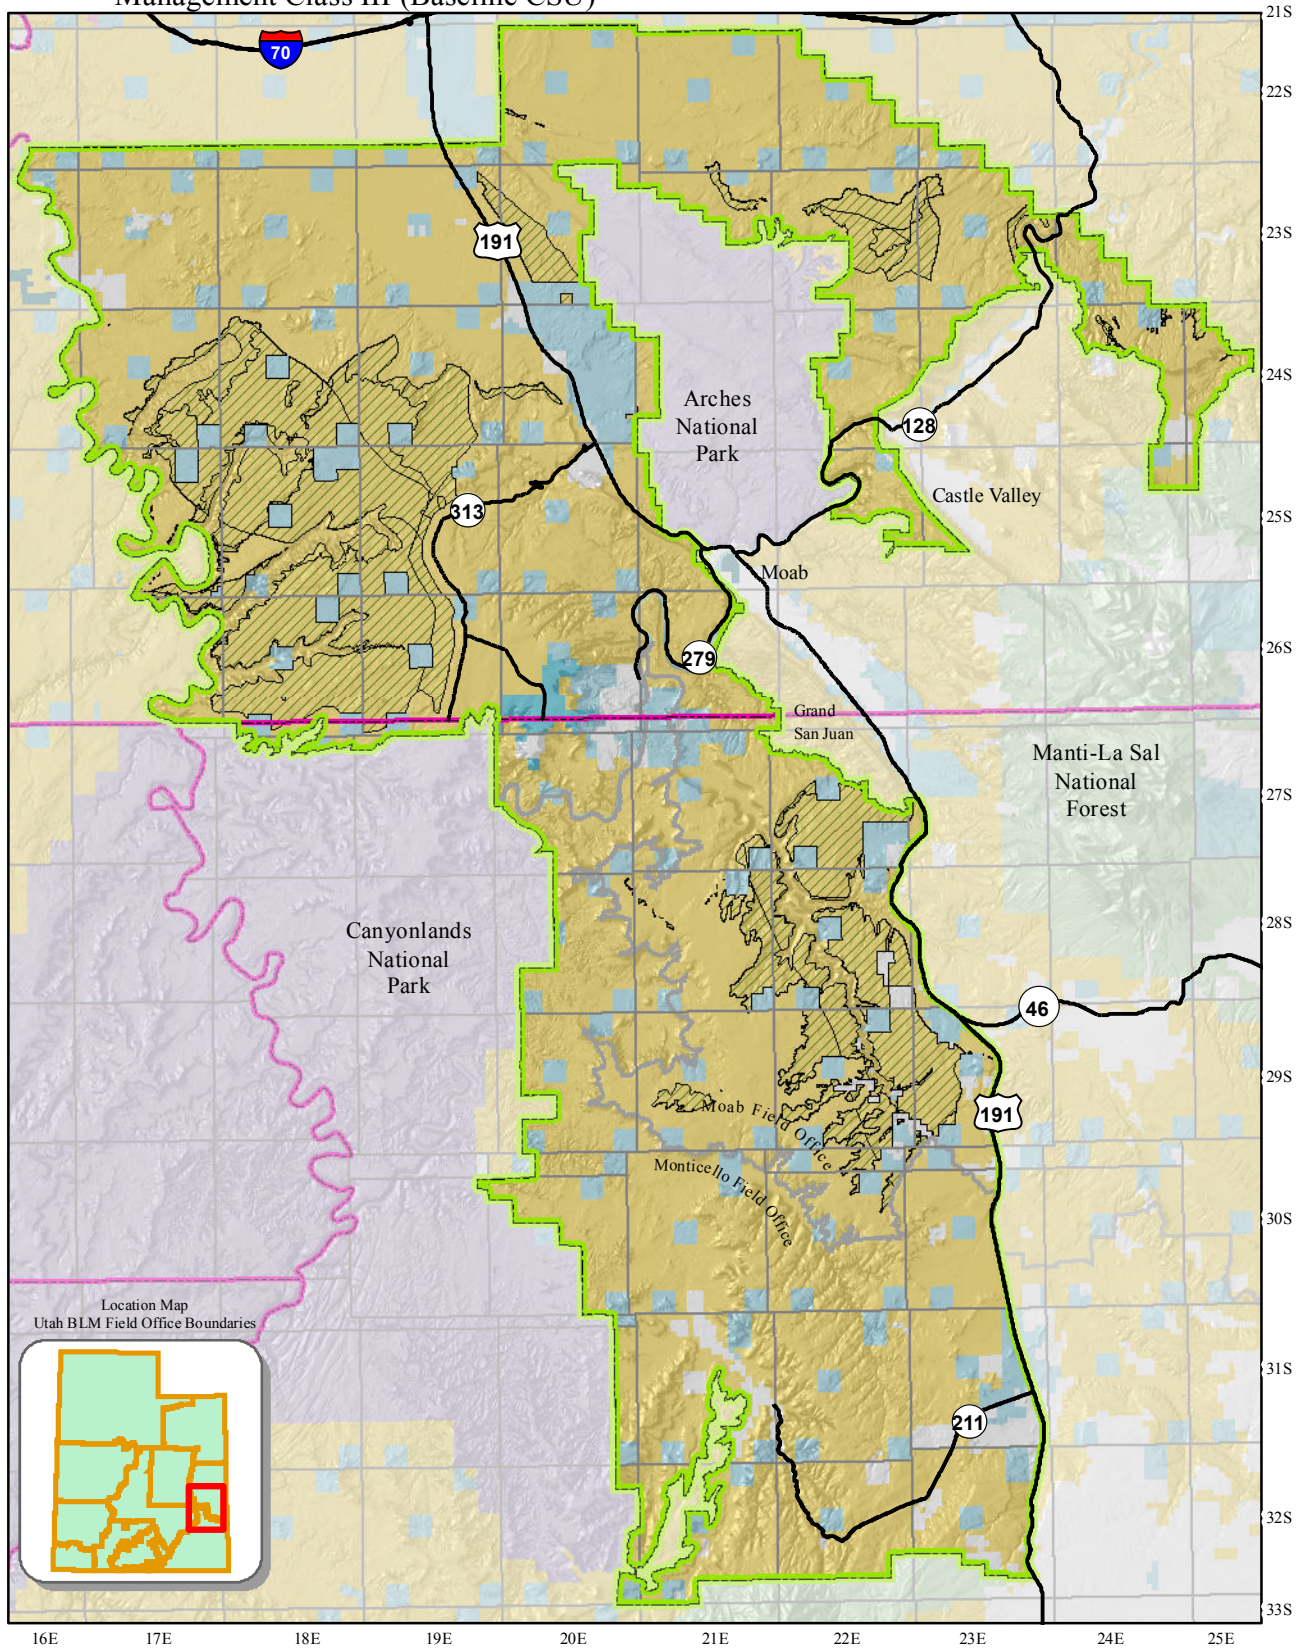 Management Class III (Baseline CSU)
70
21S
22S
191
23S
24S
Arches
National
Park
128
Castle Valley
313
25S
Moab
279
26S
Grand
San Juan
Manti-La Sal
National
Forest
27S
Canyonlands
National
Park
28S
46
29S
Moab Field Office
191
Monticello Field Office
30S
Location Map
Utah BLM Field Office Boundaries
31S
211
32S
33S
16E 17E 18E 19E 20E 21E 22E 23E 25E